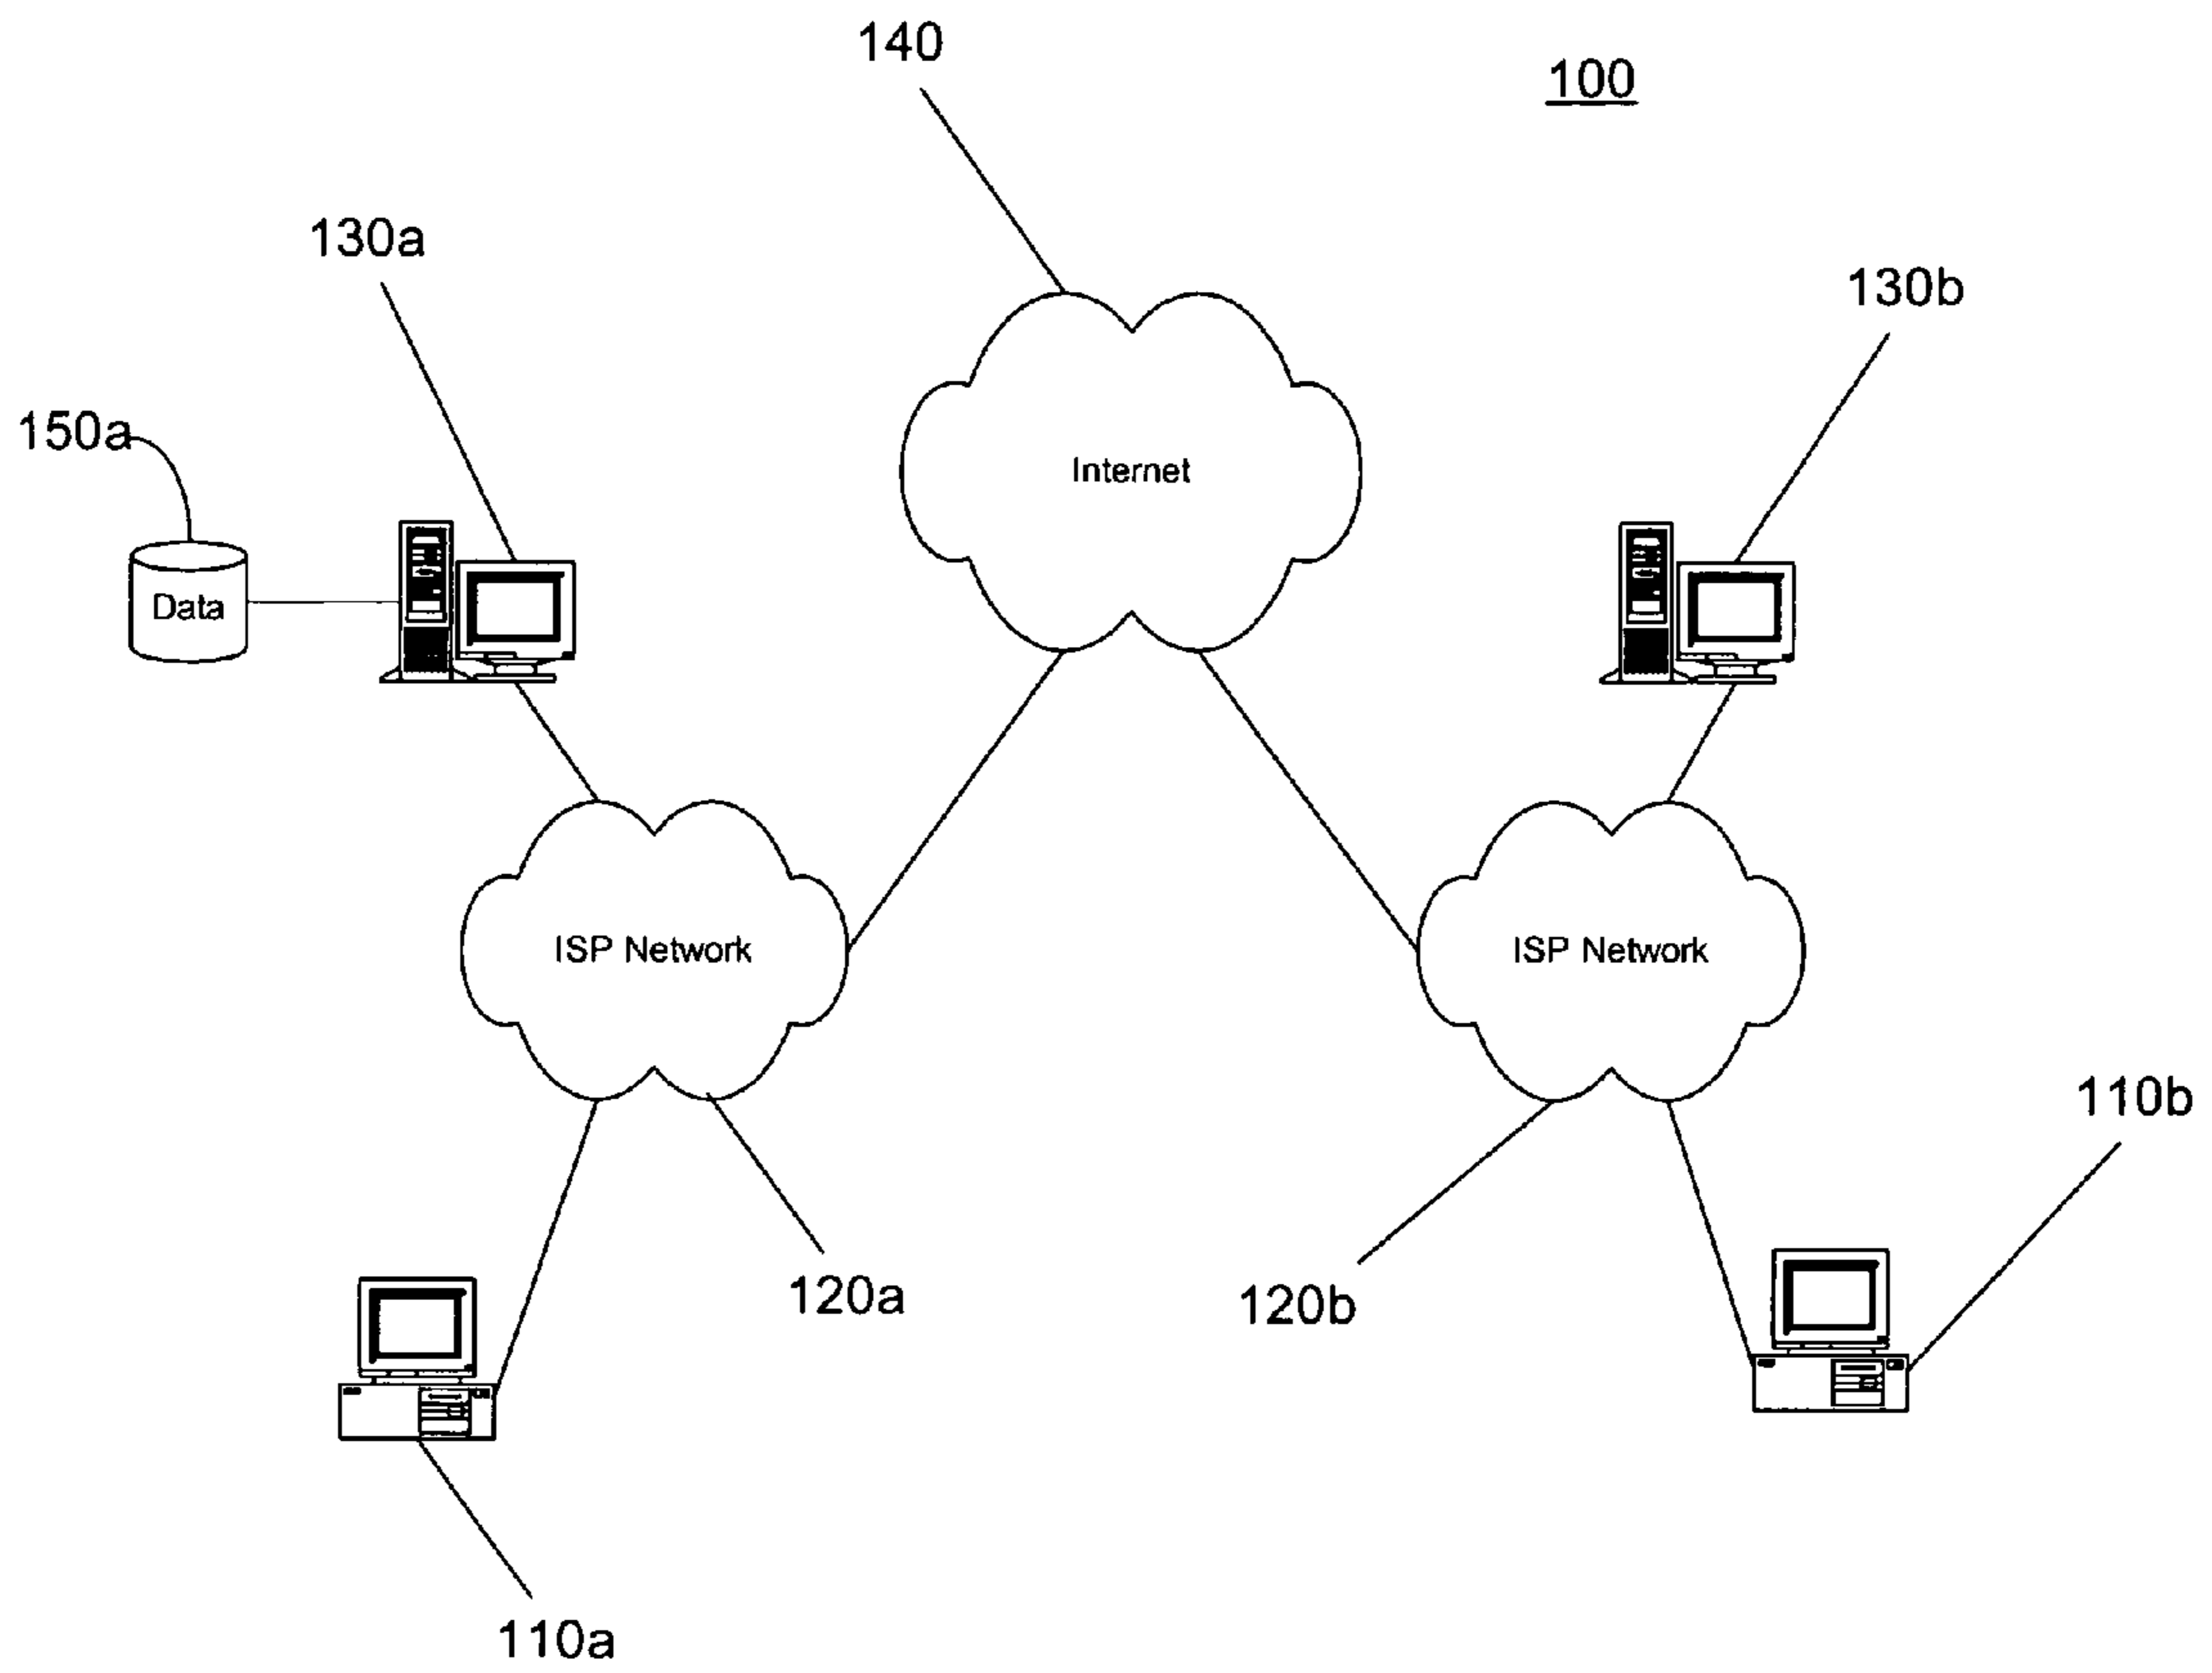 140
100
130a
130b
150a
Internet
Data
ISP Network
ISP Network
110b
120a
120b
110a